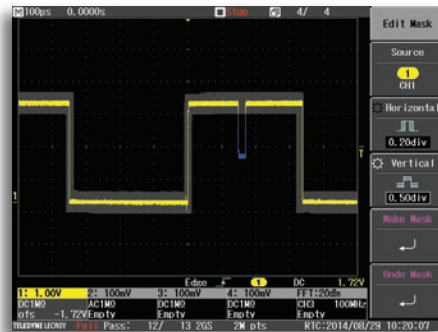 M100μs 0.0000s Stop 4/ 4
Edit Mask
Source
1
CH1
Horizontal
0.20div
T
Vertical
1
0.50div
Make Mask
Edge 1 DC 1.72V
1: 1.00V 2: 100mV 3: 100mV 4: 100mV FFT:20dB
DC1MΩ AC1MΩ DC1MΩ DC1MΩ CH3 100MHz
ofs -1.72V Empty Empty Empty Empty
Undo Mask
TELEDYNE LECROY Fail Pass: 12/ 13 2GS 2M pts RTC:2014/08/29 10:20:07